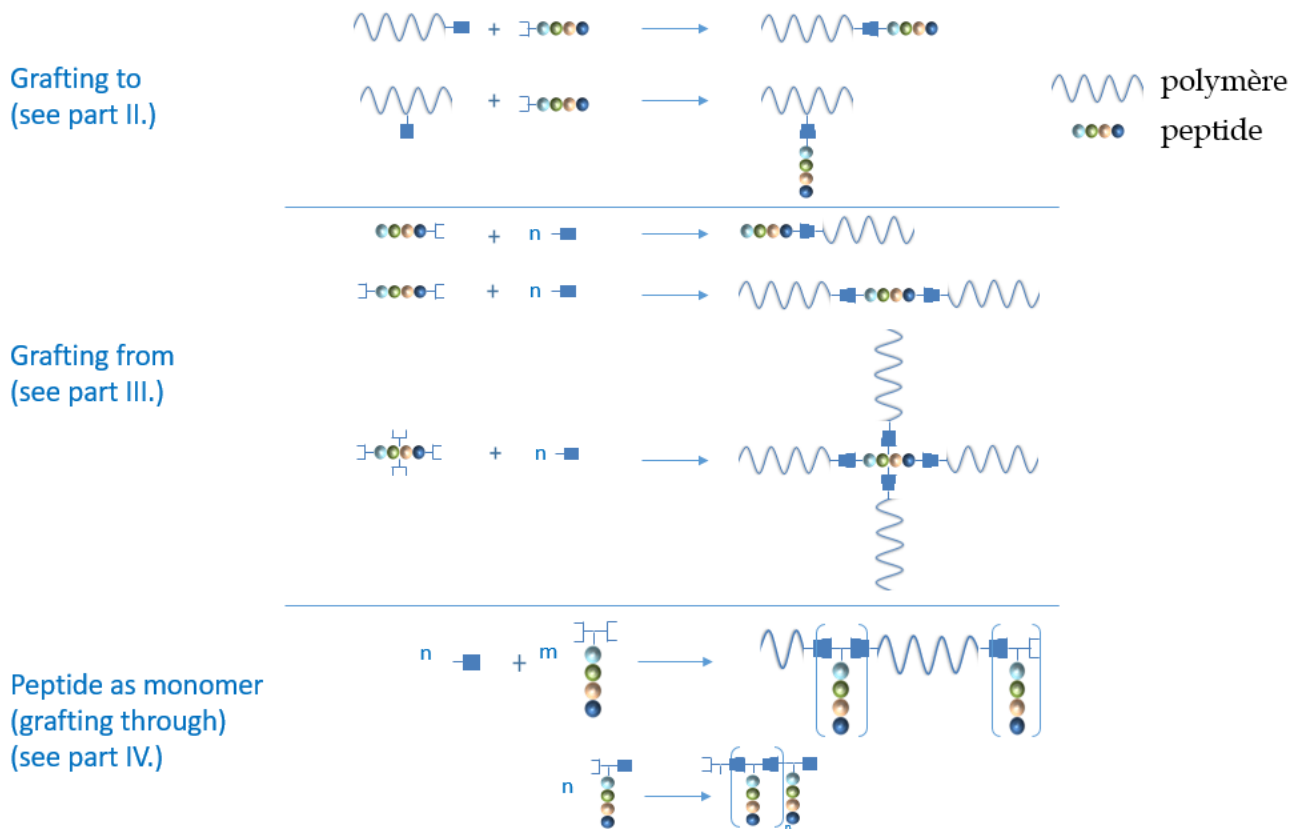 +
Grafting to
(see part II.)
+
polymère
peptide
+ n
+ n
Grafting from
(see part III.)
+ n
n + m
Peptide as monomer
(grafting through)
(see part IV.)
n
n